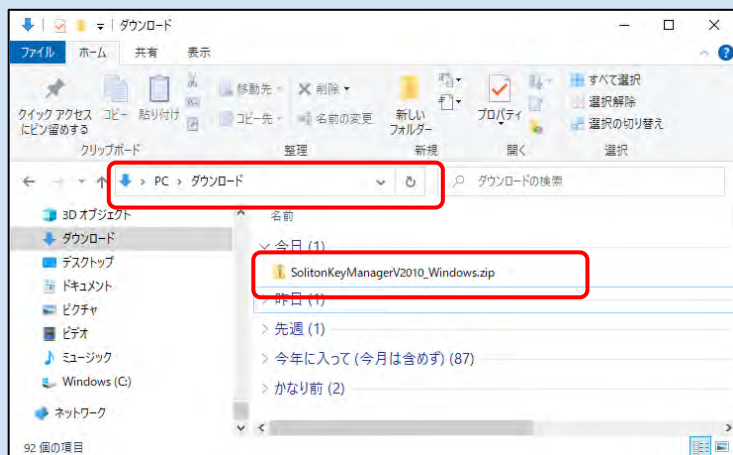 ダウンロード
ファイル ホーム 共有 表示
クイック アクセス
にピン留めする
コピー 貼り付け
移動先
コピー先
削除
名前の変更
新しい
フォルダー
プロパティ
すべて選択
選択解除
選択の切り替え
クリップボード 整理 新規 開く 選択
PC › ダウンロード
ダウンロードの検索
3D オブジェクト
ダウンロード
デスクトップ
ドキュメント
ピクチャ
ビデオ
ミュージック
Windows (C:)
ネットワーク
名前
今日 (1)
SolitonKeyManagerV2010_Windows.zip
昨日 (1)
先週 (1)
今年に入って (今月は含めず) (87)
かなり前 (2)
92 個の項目